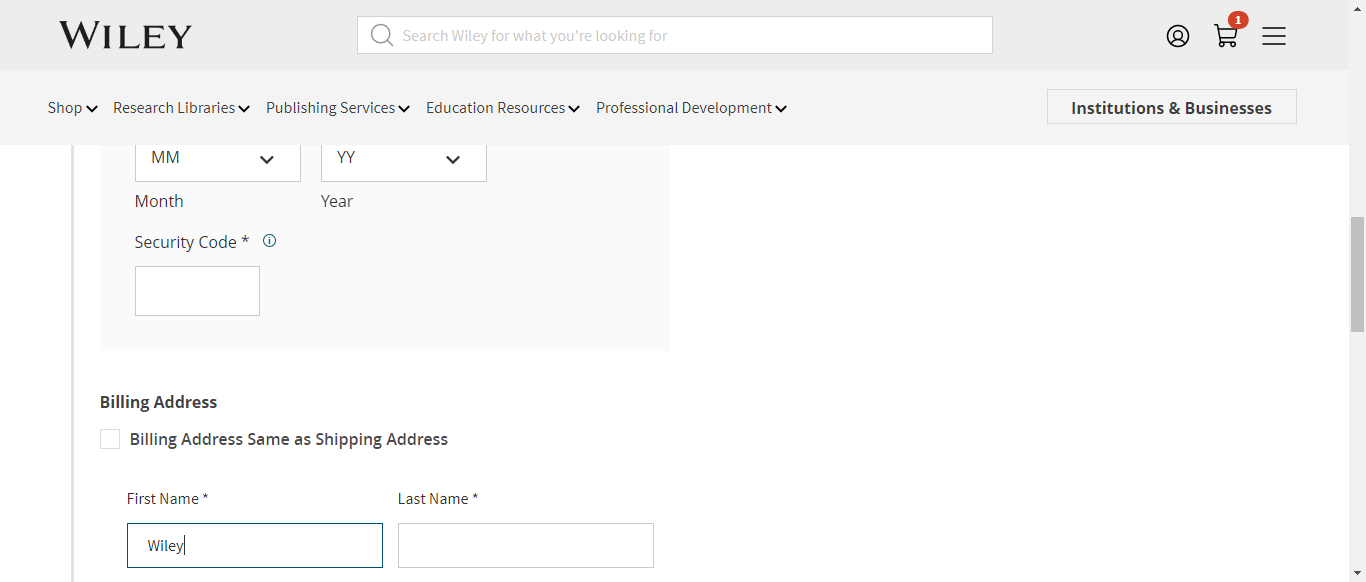 WILEY
Search Wiley for what you're looking for
1
Shop
Research Libraries
Publishing Services
Education Resources
Professional Development
Institutions & Businesses
MM
YY
Month
Year
Security Code *
Billing Address
Billing Address Same as Shipping Address
First Name *
Last Name *
Wiley